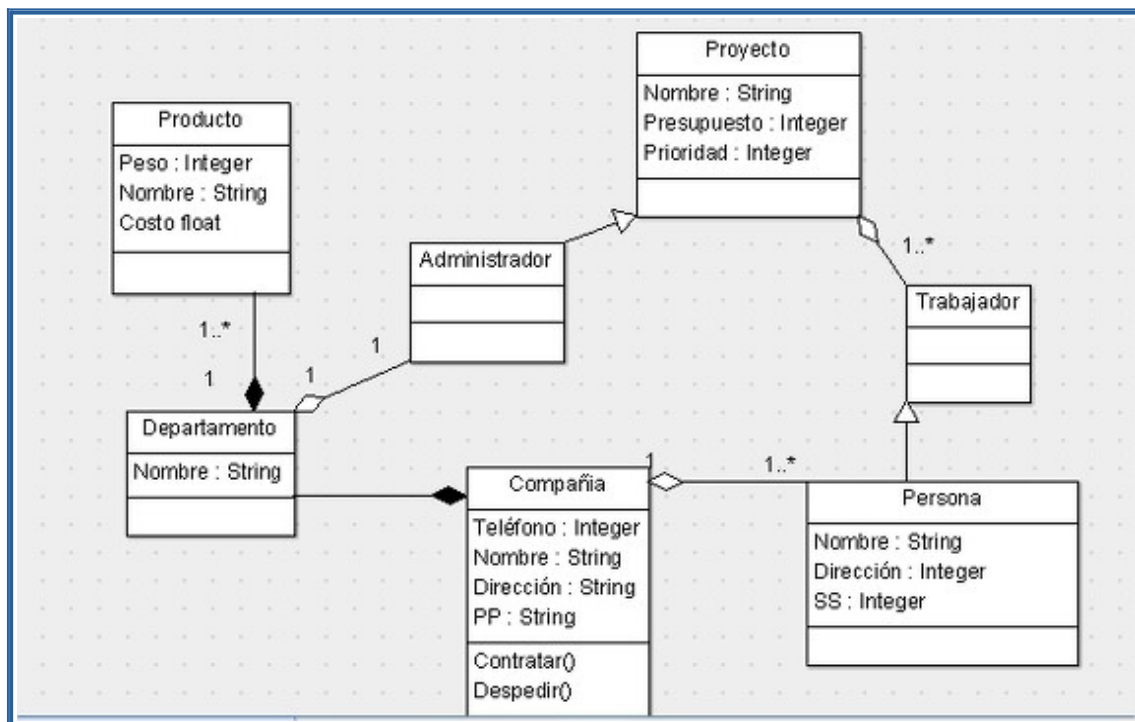 Proyecto
Nombre : String
Presupuesto : Integer
Prioridad : Integer
Producto
Peso : Integer
Nombre : String
Costo float
Administrador
1..*
Trabajador
1..*
1
1
1
Departamento
Nombre : String
1
1..*
Compañia
Teléfono : Integer
Nombre : String
Dirección : String
PP : String
Contratar()
Despedir()
Persona
Nombre : String
Dirección : Integer
SS : Integer